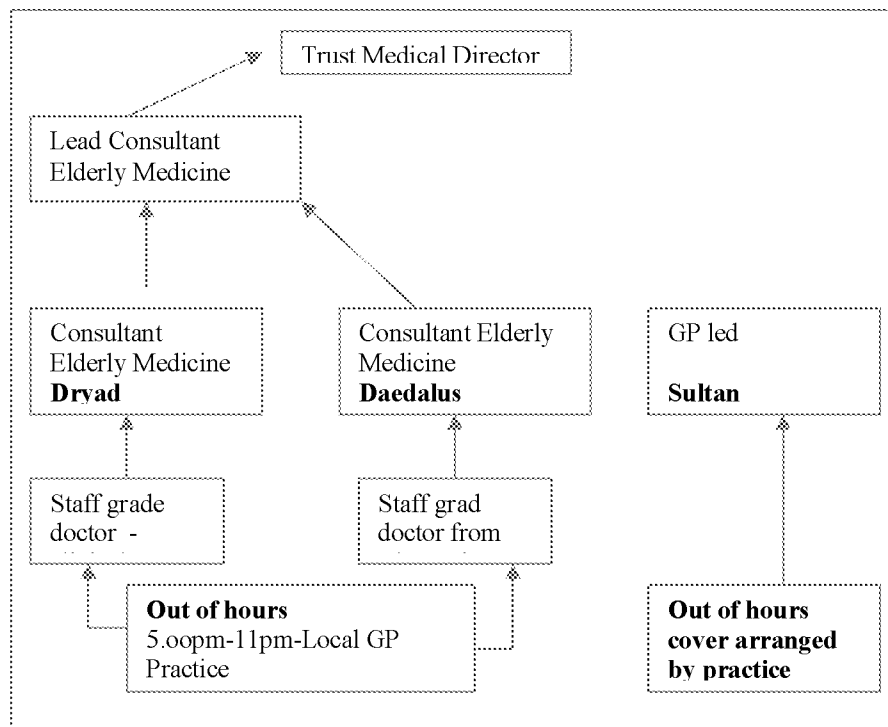 Trust Medical Director
Lead Consultant
Elderly Medicine
Consultant
Elderly Medicine
Dryad
Consultant Elderly
Medicine
Daedalus
GP led
Sultan
Staff grade
doctor -
Staff grad
doctor from
Out of hours
5.oopm-11pm-Local GP
Practice
Out of hours
cover arranged
by practice